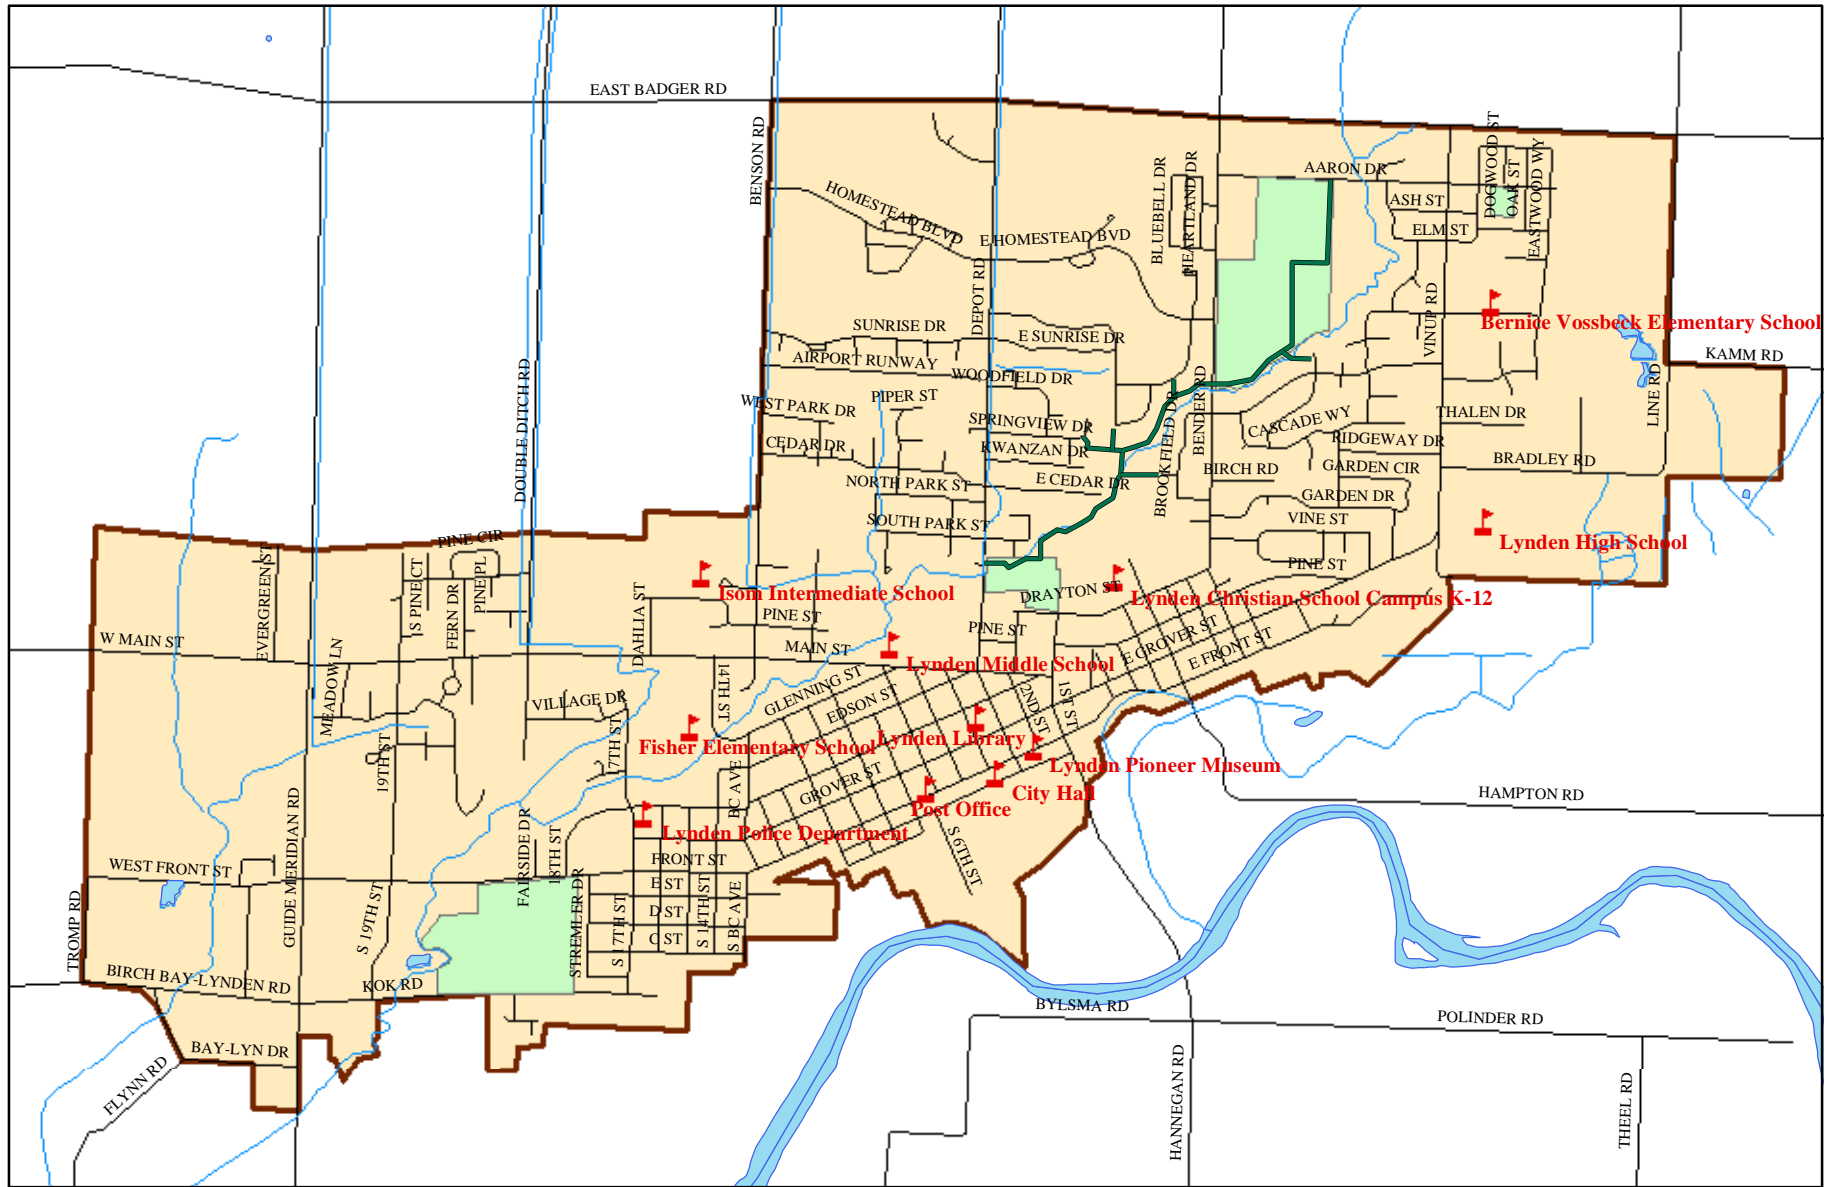 EAST BADGER RD
BENSON RD
DOGWOOD ST
OAK ST
EASTWOOD WY
AARON DR
BLUEBELL DR
HEARTLAND DR
HOMESTEAD BLVD
ASH ST
ELM ST
E HOMESTEAD BVD
DEPOT RD
VINUP RD
Bernice Vossbeck Elementary School
SUNRISE DR
E SUNRISE DR
AIRPORT RUNWAY
WOODFIELD DR
KAMM RD
DOUBLE DITCH RD
PIPER ST
WEST PARK DR
BROOKFIELD DR
BENDER RD
LINE RD
SPRINGVIEW DR
CASCADE WY
THALEN DR
CEDAR DR
KWANZAN DR
RIDGEWAY DR
BIRCH RD
GARDEN CIR
BRADLEY RD
NORTH PARK ST
E CEDAR DR
GARDEN DR
SOUTH PARK ST
VINE ST
PINE CIR
Lynden High School
EVERGREEN ST
S PINE CT
PINE PL
FERN DR
PINE ST
Isom Intermediate School
DRAYTON ST
Lynden Christian School Campus K-12
DAHLIA ST
PINE ST
PINE ST
W MAIN ST
MAIN ST
E GROVER ST
E FRONT ST
MEADOW LN
14TH ST
Lynden Middle School
GLENNING ST
EDSON ST
2ND ST
1ST ST
VILLAGE DR
17TH ST
19TH ST
Fisher Elementary School
Lynden Library
Lynden Pioneer Museum
BC AVE
GROVER ST
City Hall
HAMPTON RD
Post Office
GUIDE MERIDIAN RD
FAIRSIDE DR
18TH ST
Lynden Police Department
S 6TH ST
WEST FRONT ST
FRONT ST
E ST
TROMP RD
S 19TH ST
STREMLER DR
S 17TH ST
D ST
S 14TH ST
S BC AVE
C ST
BIRCH BAY-LYNDEN RD
KOK RD
BYLSMA RD
POLINDER RD
BAY-LYN DR
FLYNN RD
HANNEGAN RD
THEEL RD